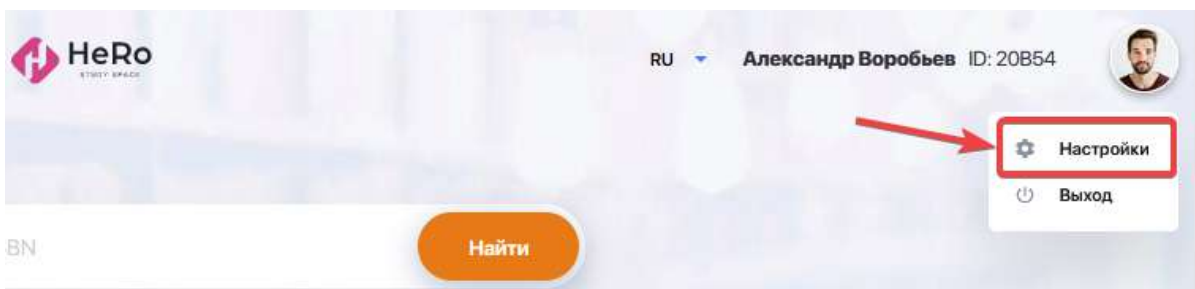 HeRo
STUDY SPACE
RU Александр Воробьев ID: 20B54
Настройки
Выход
BN Найти